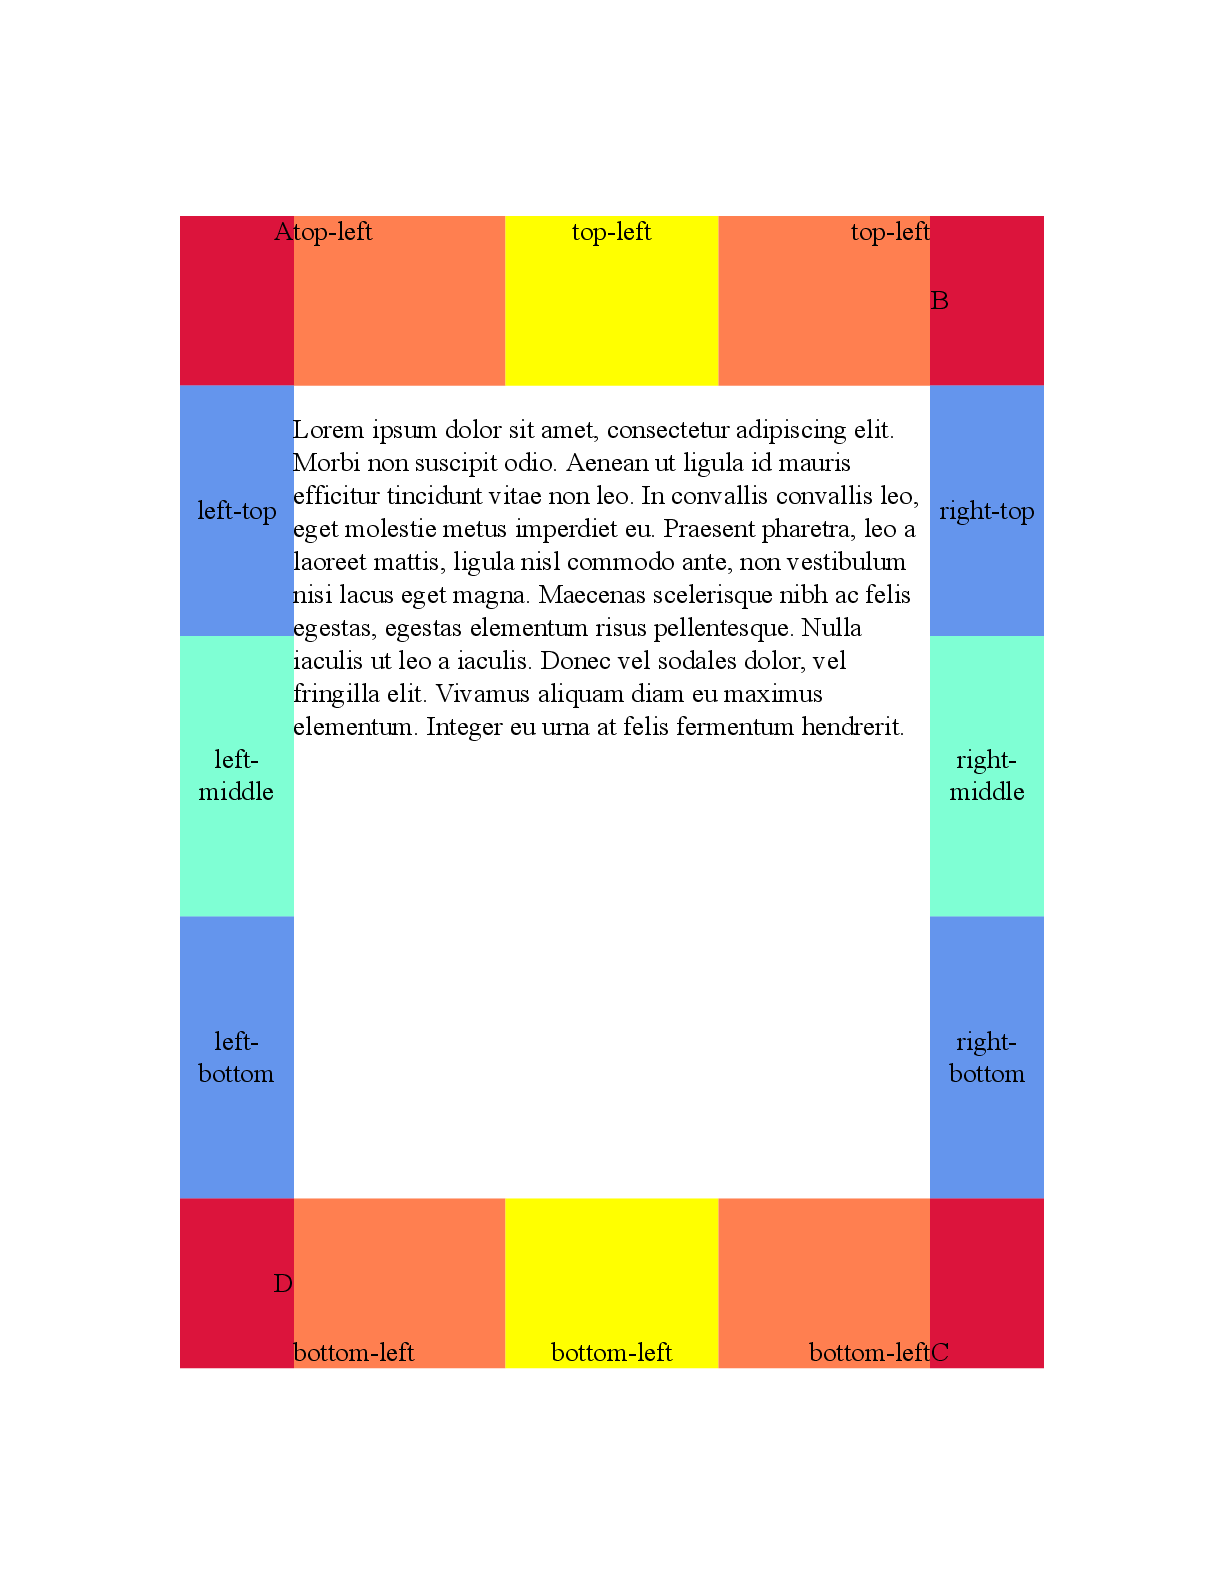 Atop-left top-left top-left
B
Lorem ipsum dolor sit amet, consectetur adipiscing elit.
Morbi non suscipit odio. Aenean ut ligula id mauris
efficitur tincidunt vitae non leo. In convallis convallis leo,
left-top
right-top
eget molestie metus imperdiet eu. Praesent pharetra, leo a
laoreet mattis, ligula nisl commodo ante, non vestibulum
nisi lacus eget magna. Maecenas scelerisque nibh ac felis
egestas, egestas elementum risus pellentesque. Nulla
iaculis ut leo a iaculis. Donec vel sodales dolor, vel
fringilla elit. Vivamus aliquam diam eu maximus
elementum. Integer eu urna at felis fermentum hendrerit.
left-
middle
right-
middle
left-
bottom
right-
bottom
D
bottom-left bottom-left bottom-leftC